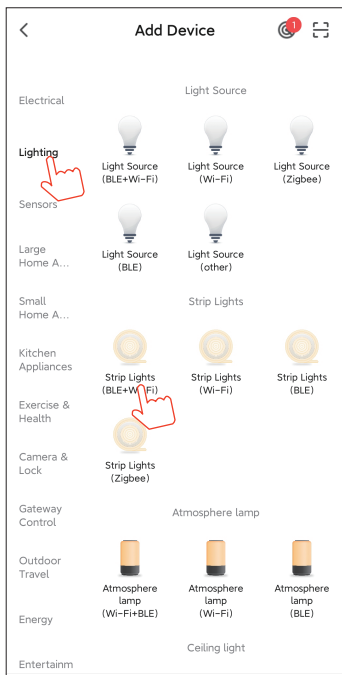 Add Device
1
Electrical
Lighting
Sensors
Large
Home A...
Small
Home A...
Kitchen
Appliances
Exercise &
Health
Camera &
Lock
Gateway
Control
Outdoor
Travel
Energy
Entertainm
Light Source
Light Source
(BLE+Wi-Fi)
Light Source
(Wi-Fi)
Light Source
(Zigbee)
Light Source
(BLE)
Light Source
(other)
Strip Lights
Strip Lights
(BLE+Wi-Fi)
Strip Lights
(Wi-Fi)
Strip Lights
(BLE)
Strip Lights
(Zigbee)
Atmosphere lamp
Atmosphere
lamp
(Wi-Fi+BLE)
Atmosphere
lamp
(Wi-Fi)
Atmosphere
lamp
(BLE)
Ceiling light